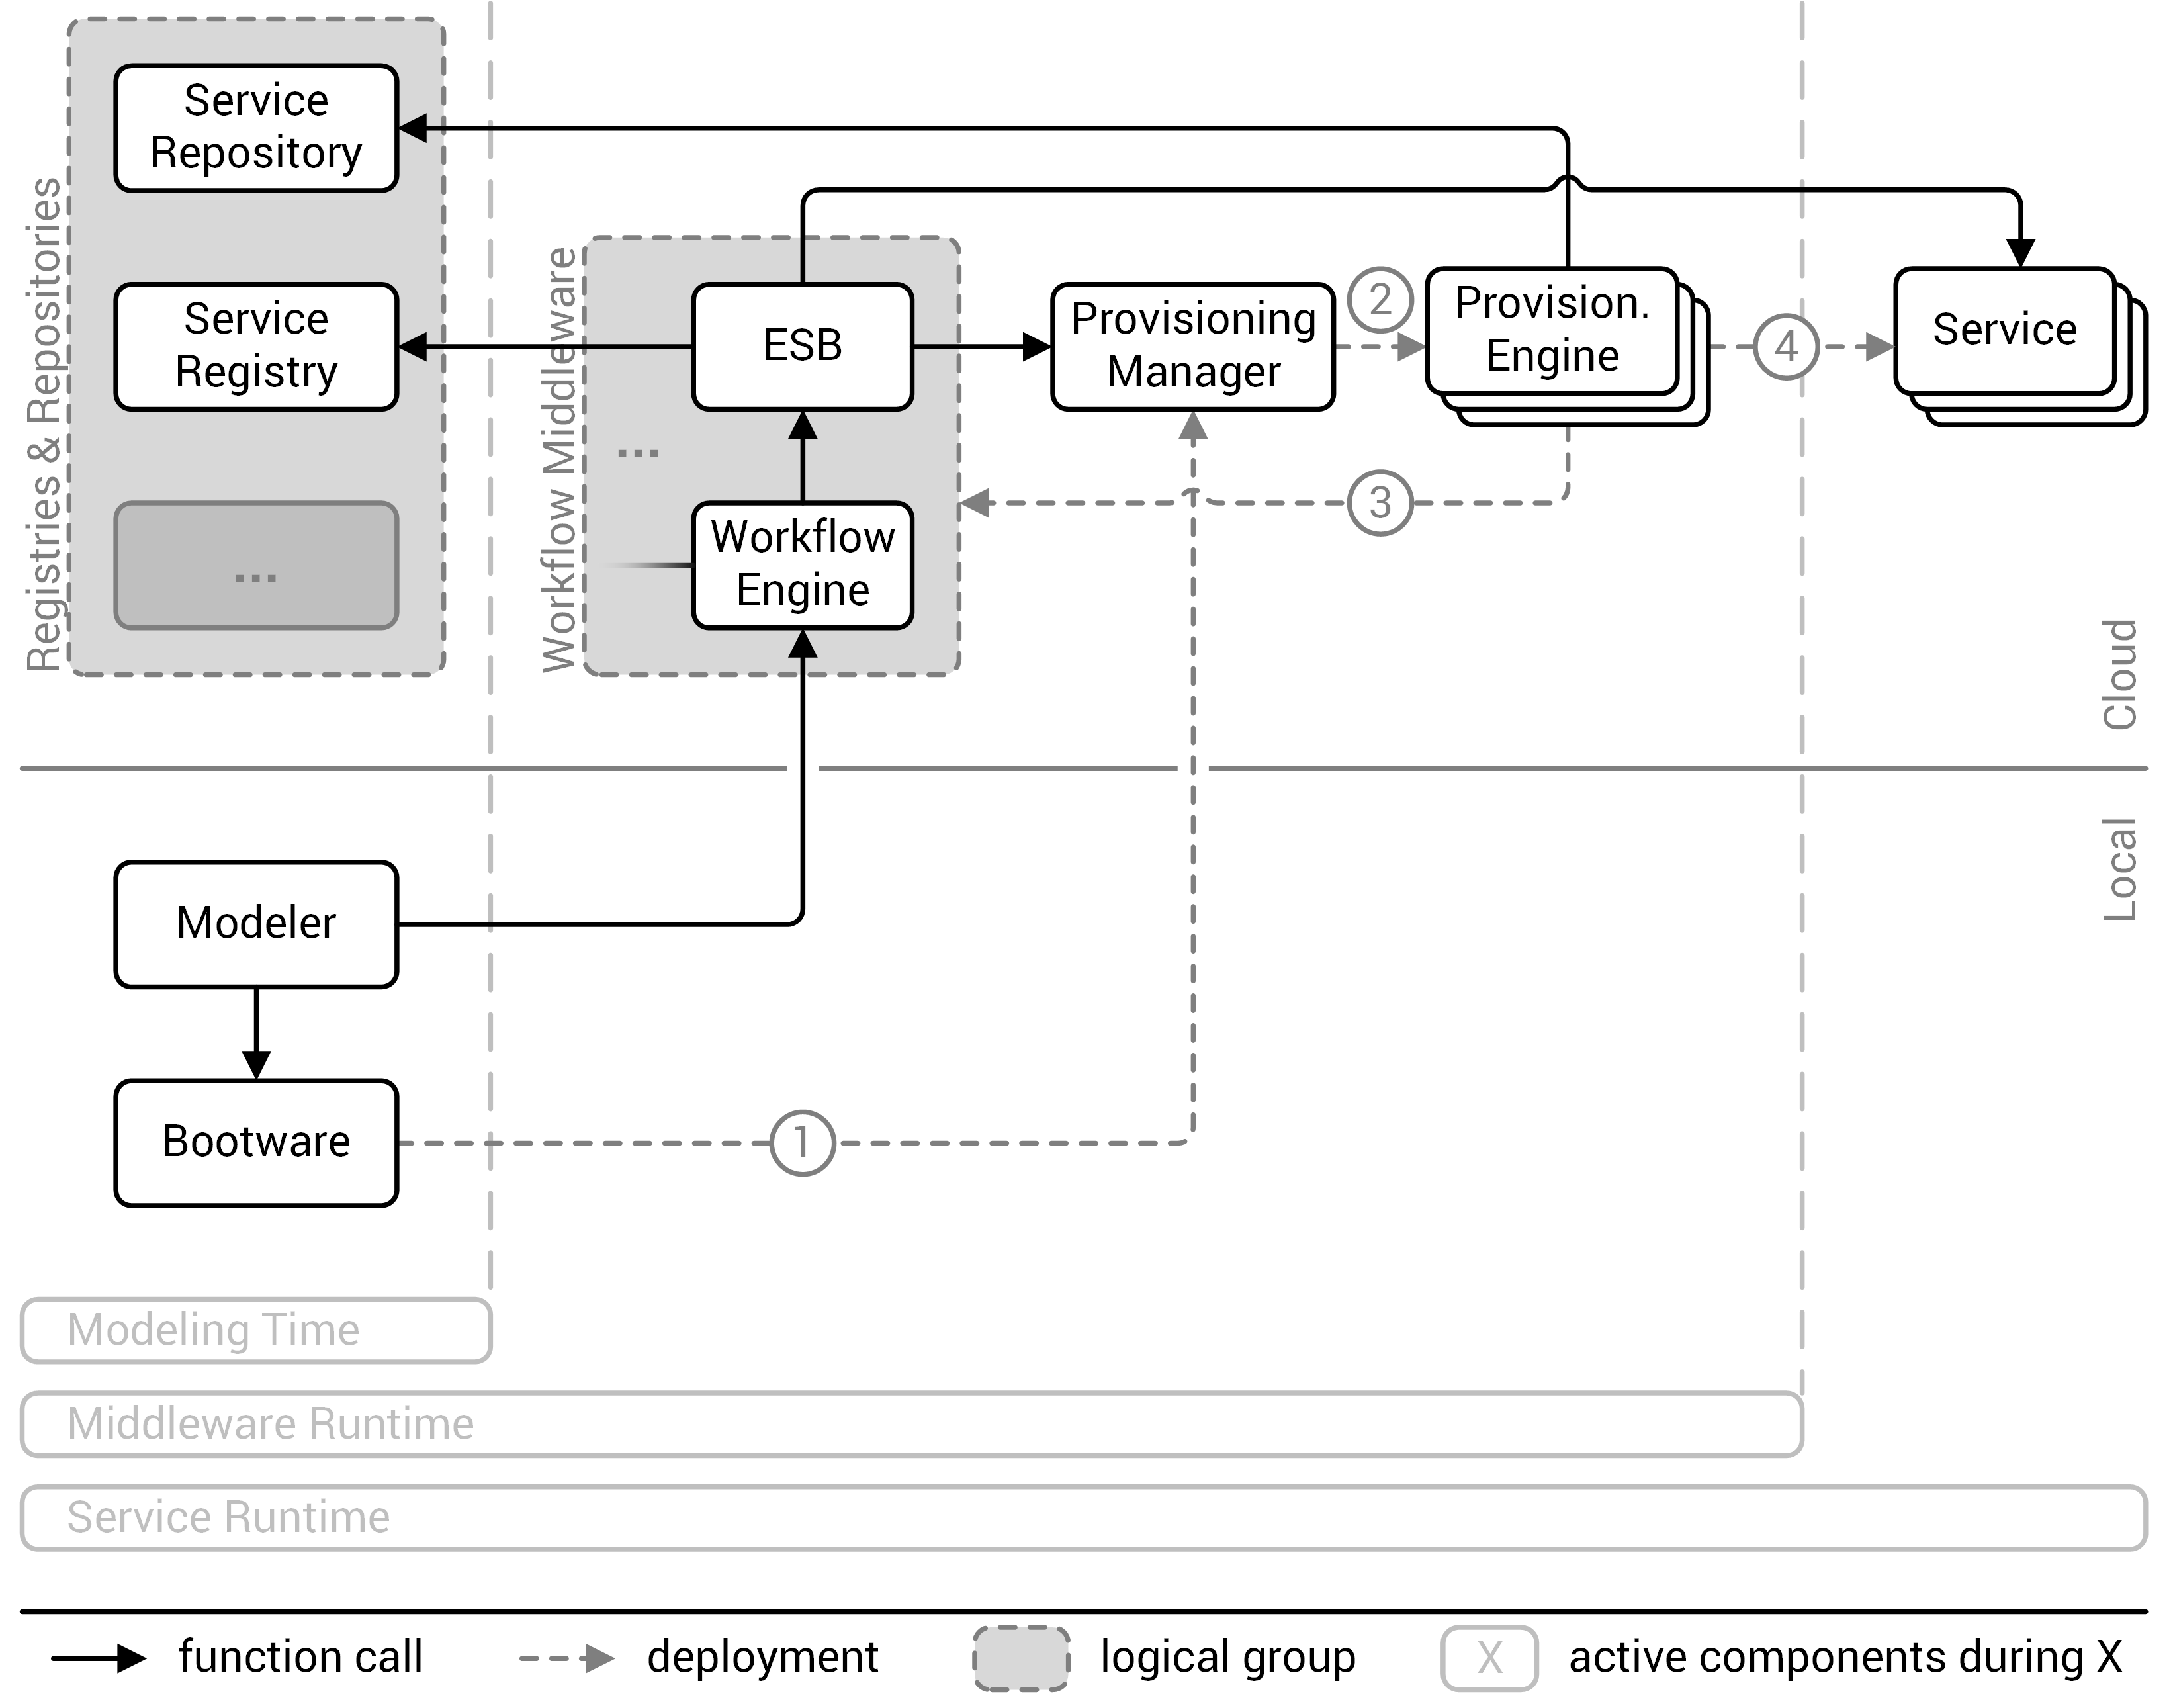 Service
Repository
Registries & Repositories
Service
Registry
...
Workflow Middleware
ESB
...
Workflow
Engine
Provisioning
Manager
2
Provision.
Engine
4
Service
3
Cloud
Local
Modeler
Bootware
1
Modeling Time
Middleware Runtime
Service Runtime
function call
deployment
logical group
X
active components during X